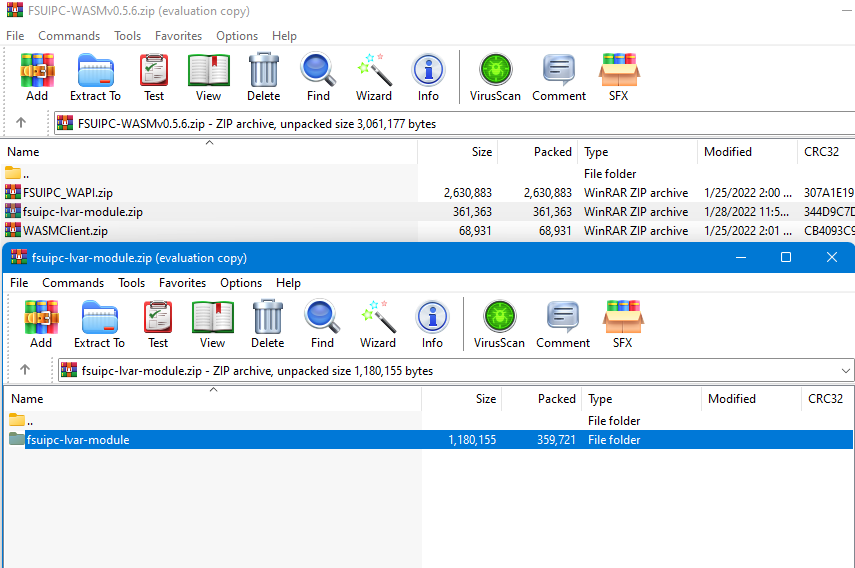 FSUIPC-WASMv0.5.6.zip (evaluation copy)
File Commands Tools Favorites Options Help
Add Extract To Test View Delete Find Wizard Info VirusScan Comment SFX
FSUIPC-WASMv0.5.6.zip - ZIP archive, unpacked size 3,061,177 bytes
Name Size Packed Type Modified CRC32
.. File folder
FSUIPC_WAPI.zip 2,630,883 2,630,883 WinRAR ZIP archive 1/25/2022 2:00 ... 307A1E19
fsuipc-lvar-module.zip 361,363 361,363 WinRAR ZIP archive 1/28/2022 11:5... 344D9C7D
WASMClient.zip 68,931 68,931 WinRAR ZIP archive 1/25/2022 2:01 ... CB4093C9
fsuipc-lvar-module.zip (evaluation copy)
File Commands Tools Favorites Options Help
Add Extract To Test View Delete Find Wizard Info VirusScan Comment SFX
fsuipc-lvar-module.zip - ZIP archive, unpacked size 1,180,155 bytes
Name Size Packed Type Modified CRC32
.. File folder
fsuipc-lvar-module 1,180,155 359,721 File folder